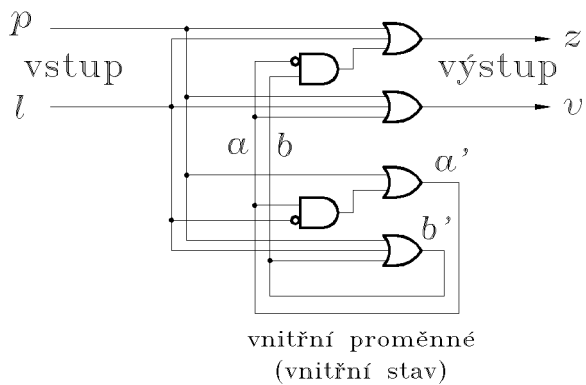 p
z
vstup
výstup
l
v
a b
a'
b'
vnitřní proměnné
(vnitřní stav)